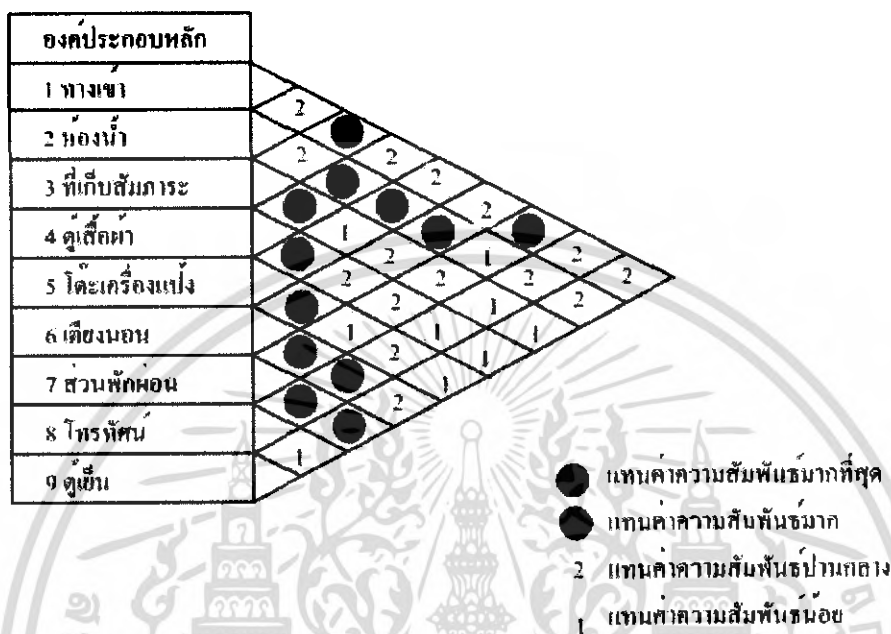 องค์ประกอบหลัก
1 ทางเข้า
2 ห้องน้ำ
3 ที่เก็บสัมภาระ
4 ตู้เสื้อผ้า
5 โต๊ะเครื่องแป้ง
6 เตียงนอน
7 ส่วนพักผ่อน
8 โทรทัศน์
9 ตู้เย็น
2
2 2
2
2
1
2 1 2
2 2 2 2
2 1 2
1 1 1
2 1
1
2
1
แทนค่าความสัมพันธ์มากที่สุด
แทนค่าความสัมพันธ์มาก
2 แทนค่าความสัมพันธ์ปานกลาง
1 แทนค่าความสัมพันธ์น้อย